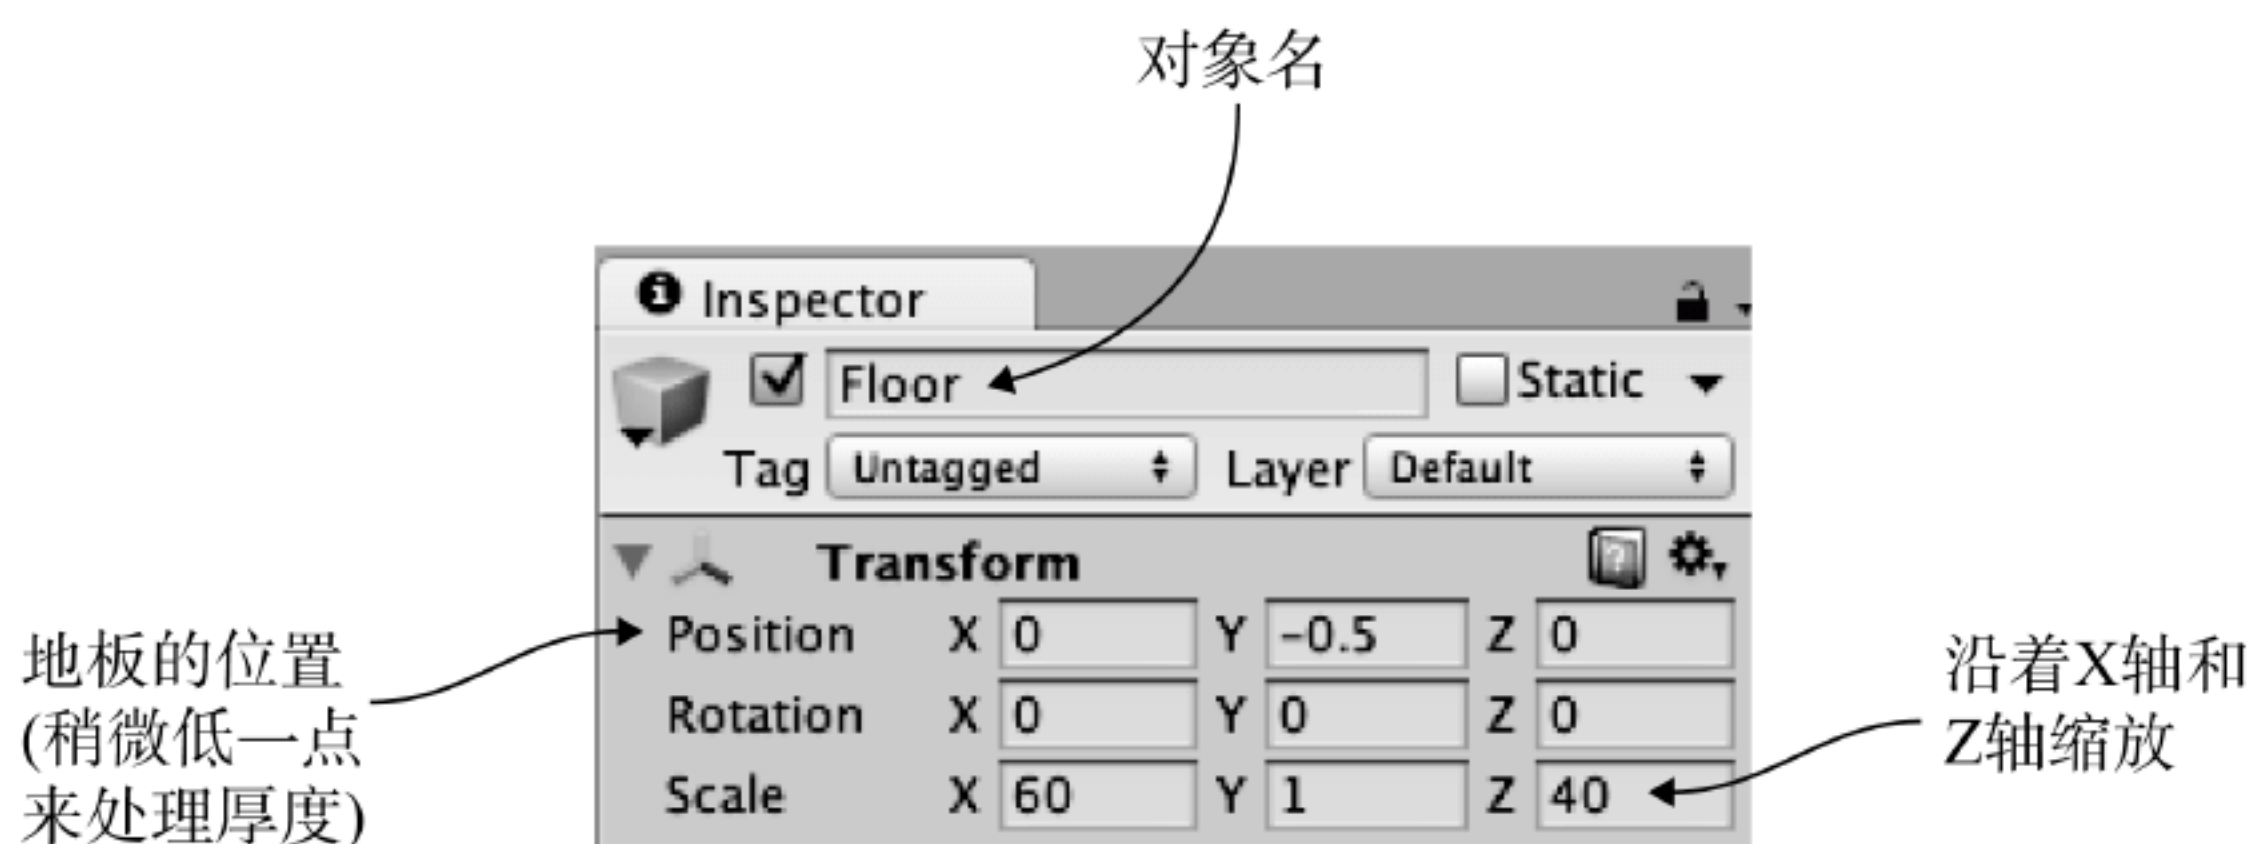 对象名
Inspector
Floor
Static
Tag Untagged Layer Default
Transform
Position X 0 Y -0.5 Z 0
Rotation X 0 Y 0 Z 0
Scale X 60 Y 1 Z 40
地板的位置
(稍微低一点
来处理厚度)
沿着X轴和
Z轴缩放